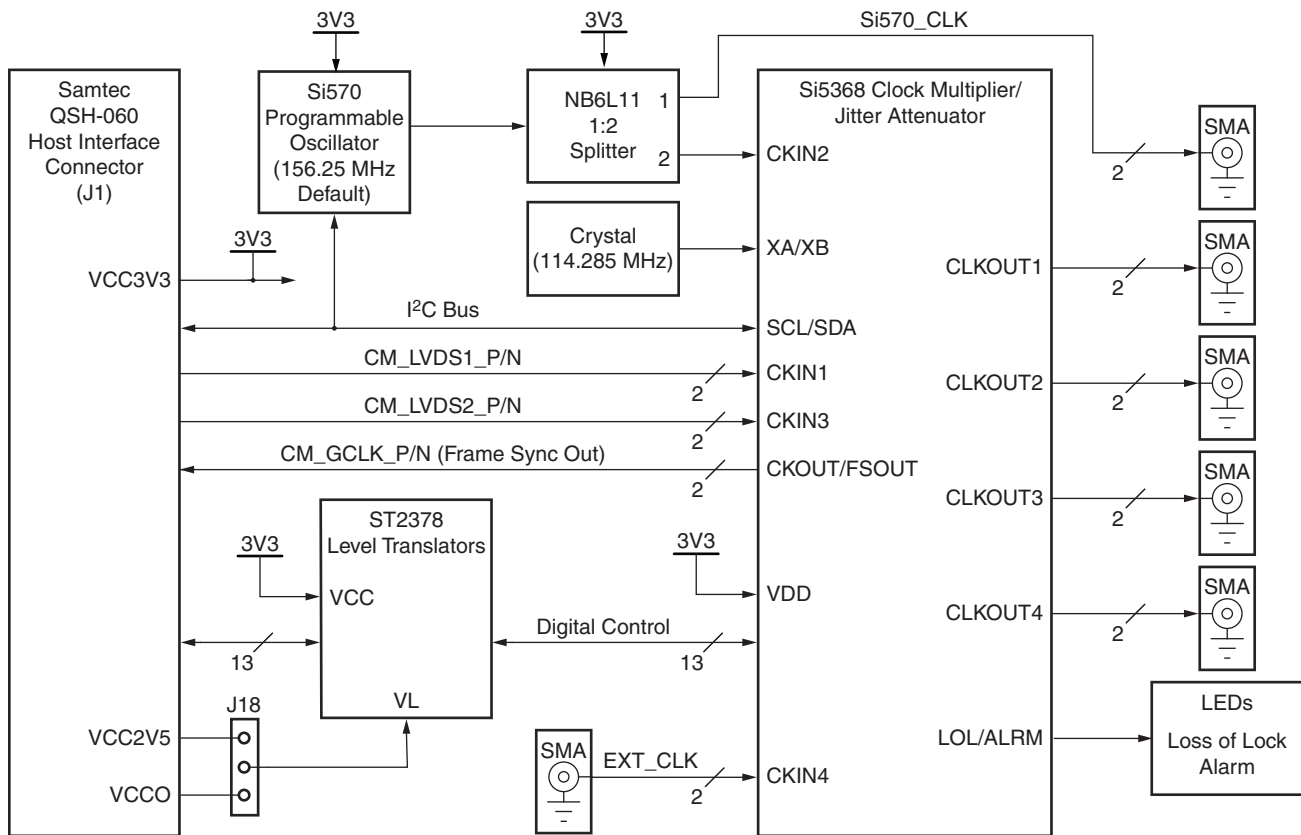 3V3
3V3
Si570_CLK
Samtec
QSH-060
Host Interface
Connector
(J1)
Si570
Programmable
Oscillator
(156.25 MHz
Default)
NB6L11
1:2
Splitter
1
2
Si5368 Clock Multiplier/
Jitter Attenuator
CKIN2
2
SMA
Crystal
(114.285 MHz)
XA/XB
3V3
VCC3V3
CLKOUT1
2
SMA
I²C Bus
SCL/SDA
CM_LVDS1_P/N
2
CKIN1
CLKOUT2
2
SMA
CM_LVDS2_P/N
2
CKIN3
CM_GCLK_P/N (Frame Sync Out)
2
CKOUT/FSOUT
CLKOUT3
2
SMA
ST2378
Level Translators
3V3
VCC
3V3
VDD
CLKOUT4
2
SMA
13
Digital Control
13
VL
J18
VCC2V5
VCCO
SMA
EXT_CLK
2
CKIN4
LOL/ALRM
LEDs
Loss of Lock
Alarm